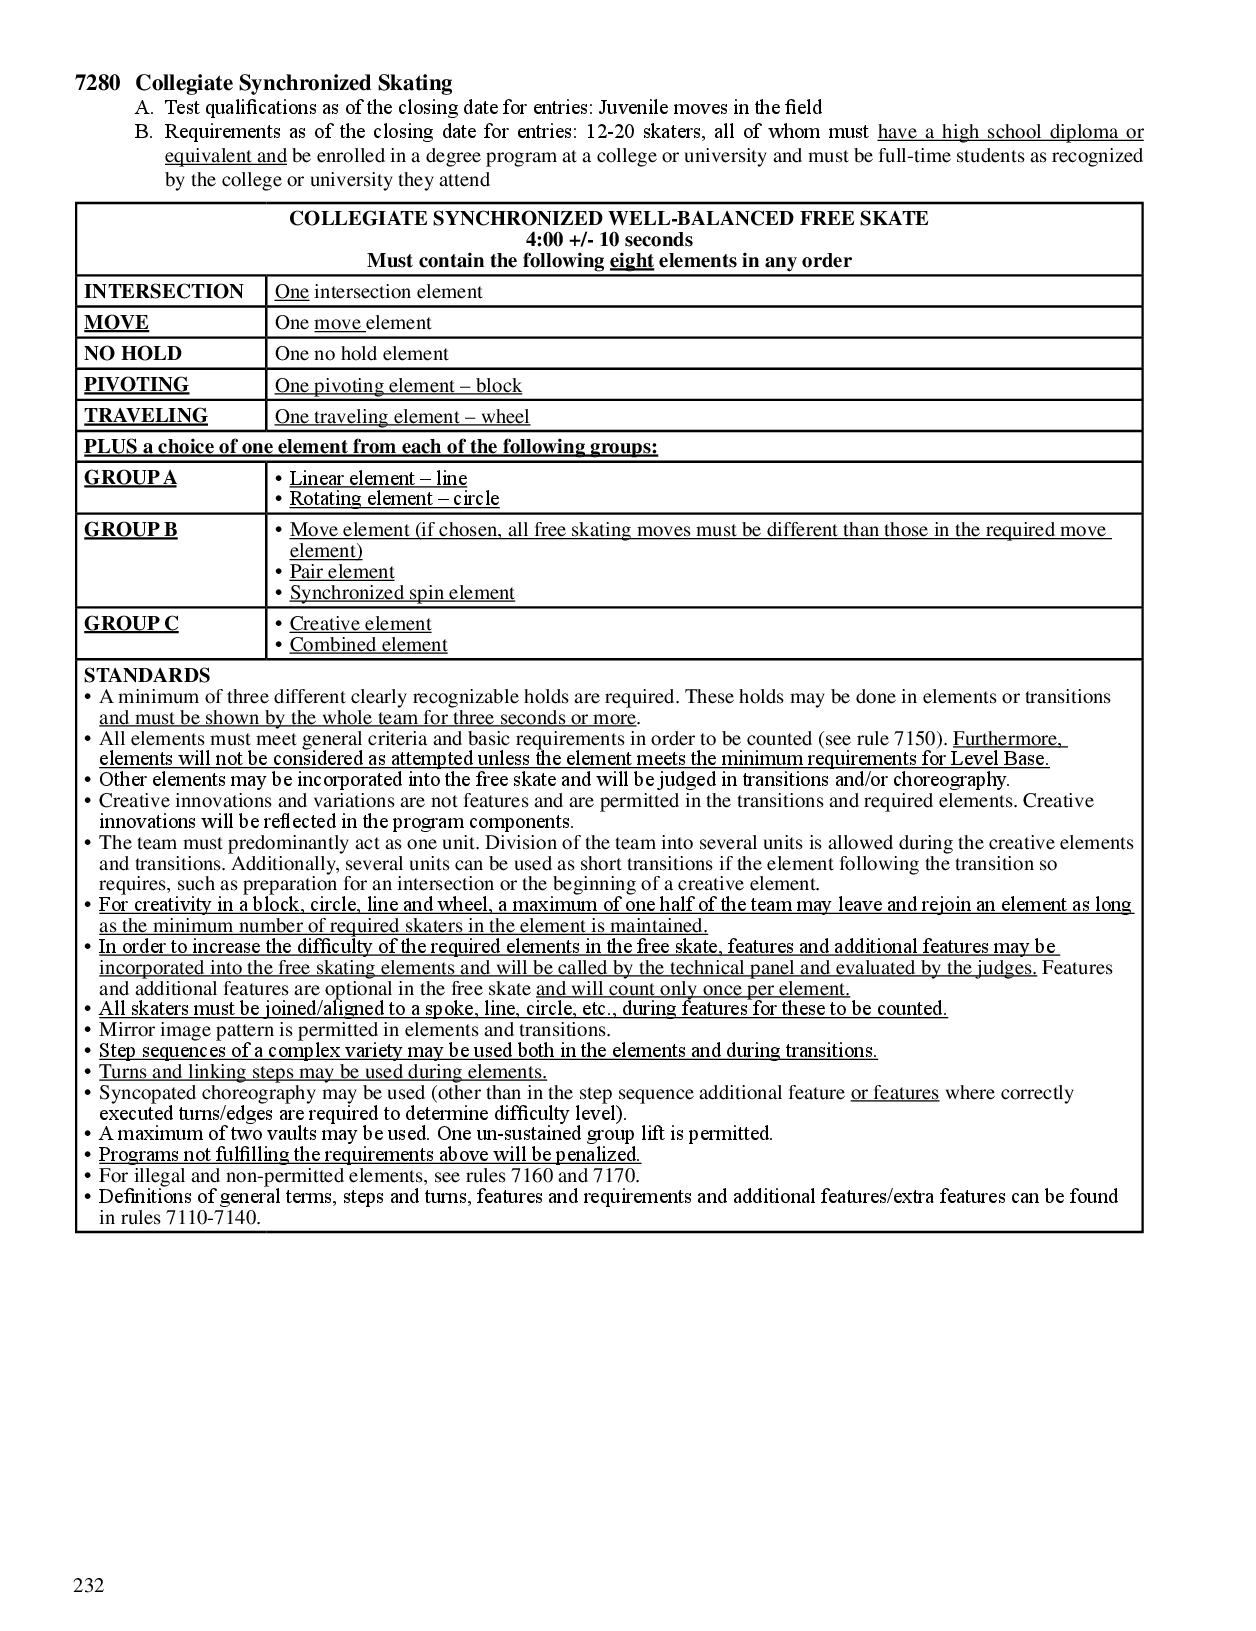 7280 Collegiate Synchronized Skating
A. Test qualifications as of the closing date for entries: Juvenile moves in the field
B. Requirements as of the closing date for entries: 12-20 skaters, all of whom must have a high school diploma or
equivalent and be enrolled in a degree program at a college or university and must be full-time students as recognized
by the college or university they attend
COLLEGIATE SYNCHRONIZED WELL-BALANCED FREE SKATE
4:00 +/- 10 seconds
Must contain the following eight elements in any order
INTERSECTION One intersection element
MOVE One move element
NO HOLD One no hold element
PIVOTING One pivoting element – block
TRAVELING One traveling element – wheel
PLUS a choice of one element from each of the following groups:
GROUP A • Linear element – line
• Rotating element – circle
GROUP B • Move element (if chosen, all free skating moves must be different than those in the required move
element)
• Pair element
• Synchronized spin element
GROUP C • Creative element
• Combined element
STANDARDS
• A minimum of three different clearly recognizable holds are required. These holds may be done in elements or transitions
and must be shown by the whole team for three seconds or more.
• All elements must meet general criteria and basic requirements in order to be counted (see rule 7150). Furthermore,
elements will not be considered as attempted unless the element meets the minimum requirements for Level Base.
• Other elements may be incorporated into the free skate and will be judged in transitions and/or choreography.
• Creative innovations and variations are not features and are permitted in the transitions and required elements. Creative
innovations will be reflected in the program components.
• The team must predominantly act as one unit. Division of the team into several units is allowed during the creative elements
and transitions. Additionally, several units can be used as short transitions if the element following the transition so
requires, such as preparation for an intersection or the beginning of a creative element.
• For creativity in a block, circle, line and wheel, a maximum of one half of the team may leave and rejoin an element as long
as the minimum number of required skaters in the element is maintained.
• In order to increase the difficulty of the required elements in the free skate, features and additional features may be
incorporated into the free skating elements and will be called by the technical panel and evaluated by the judges. Features
and additional features are optional in the free skate and will count only once per element.
• All skaters must be joined/aligned to a spoke, line, circle, etc., during features for these to be counted.
• Mirror image pattern is permitted in elements and transitions.
• Step sequences of a complex variety may be used both in the elements and during transitions.
• Turns and linking steps may be used during elements.
• Syncopated choreography may be used (other than in the step sequence additional feature or features where correctly
executed turns/edges are required to determine difficulty level).
• A maximum of two vaults may be used. One un-sustained group lift is permitted.
• Programs not fulfilling the requirements above will be penalized.
• For illegal and non-permitted elements, see rules 7160 and 7170.
• Definitions of general terms, steps and turns, features and requirements and additional features/extra features can be found
in rules 7110-7140.
232